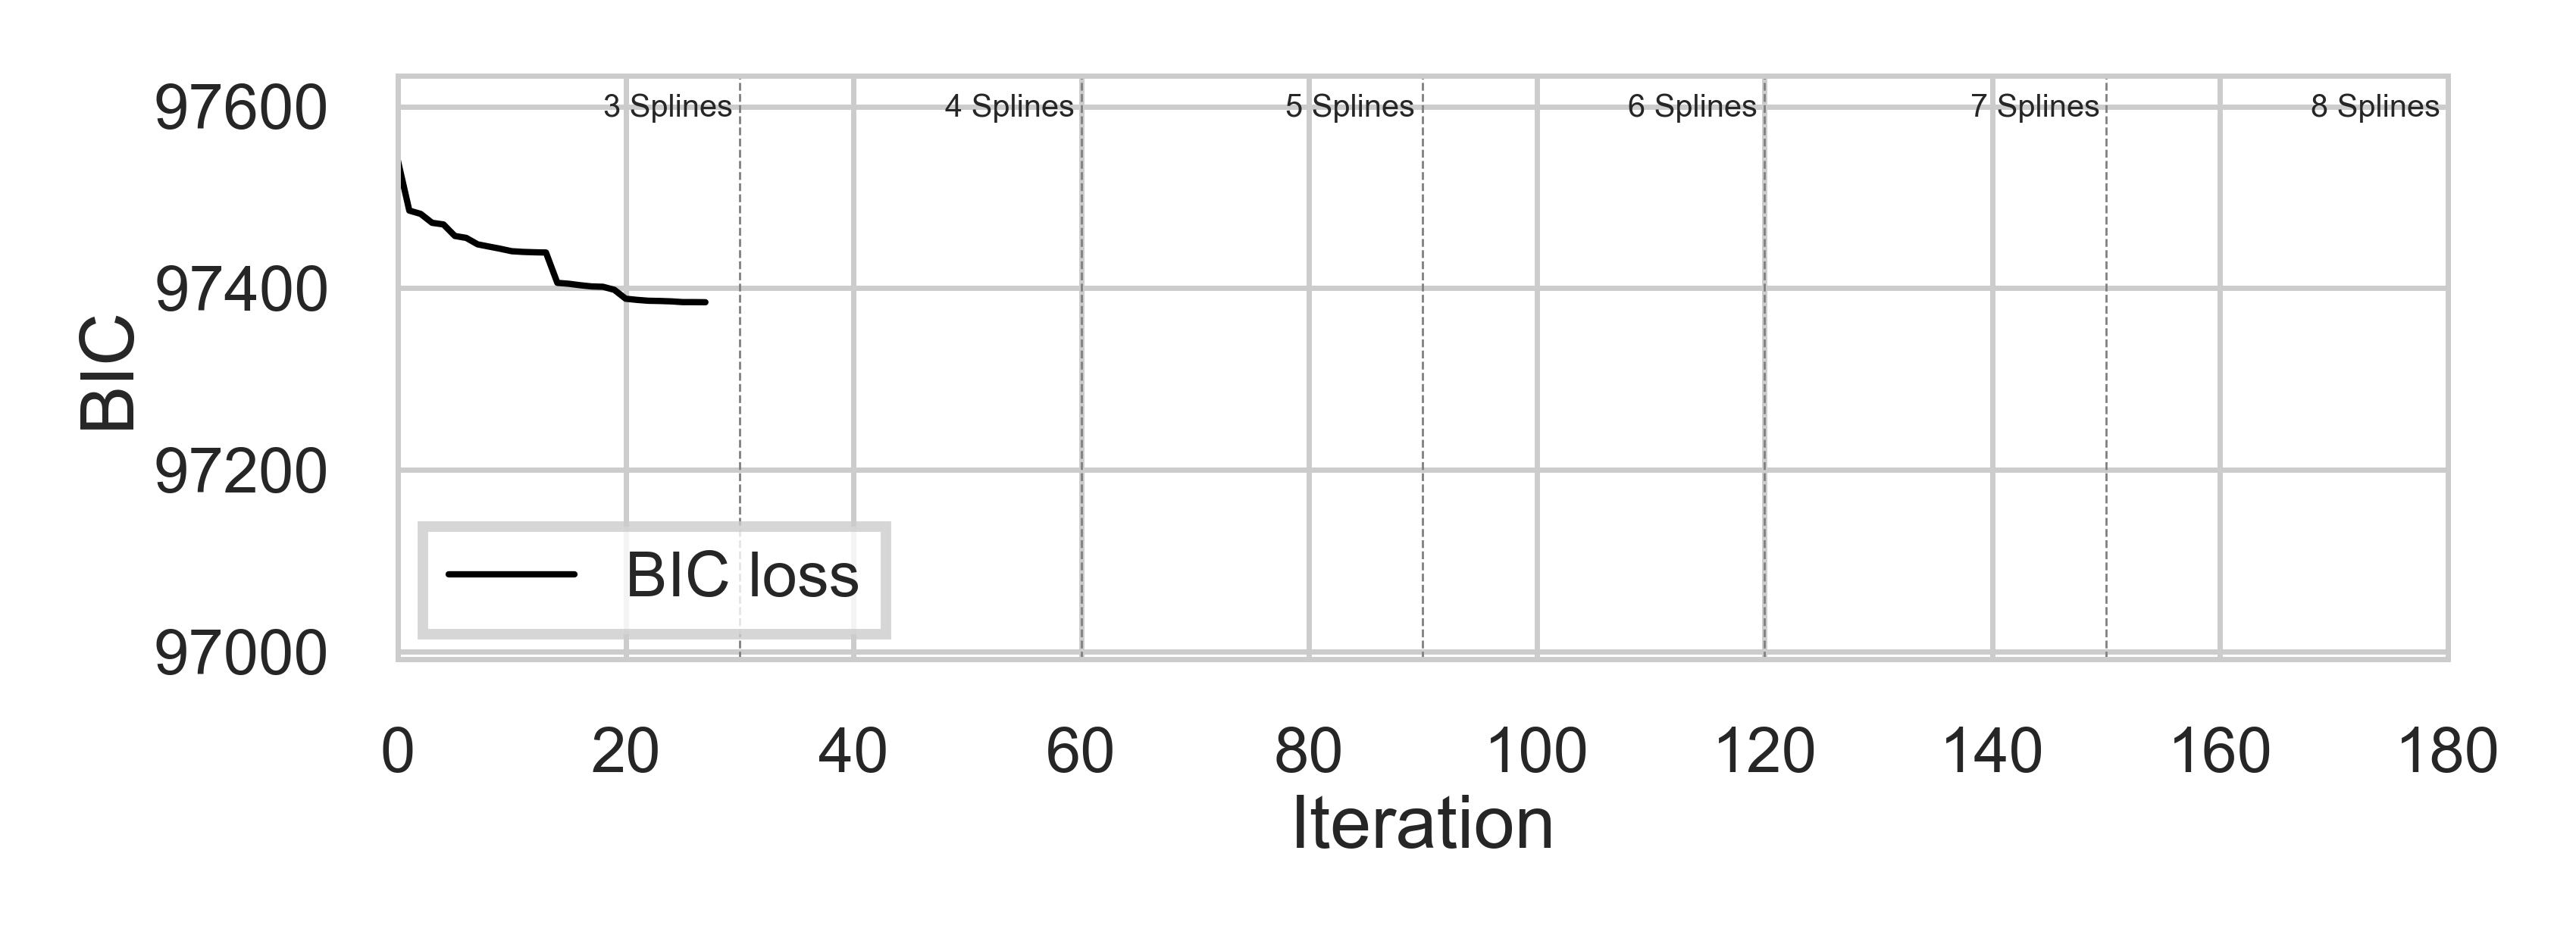 97600
97400
97200
97000
BIC
3 Splines
4 Splines
5 Splines
6 Splines
7 Splines
8 Splines
BIC loss
0 20 40 60 80 100 120 140 160 180
Iteration